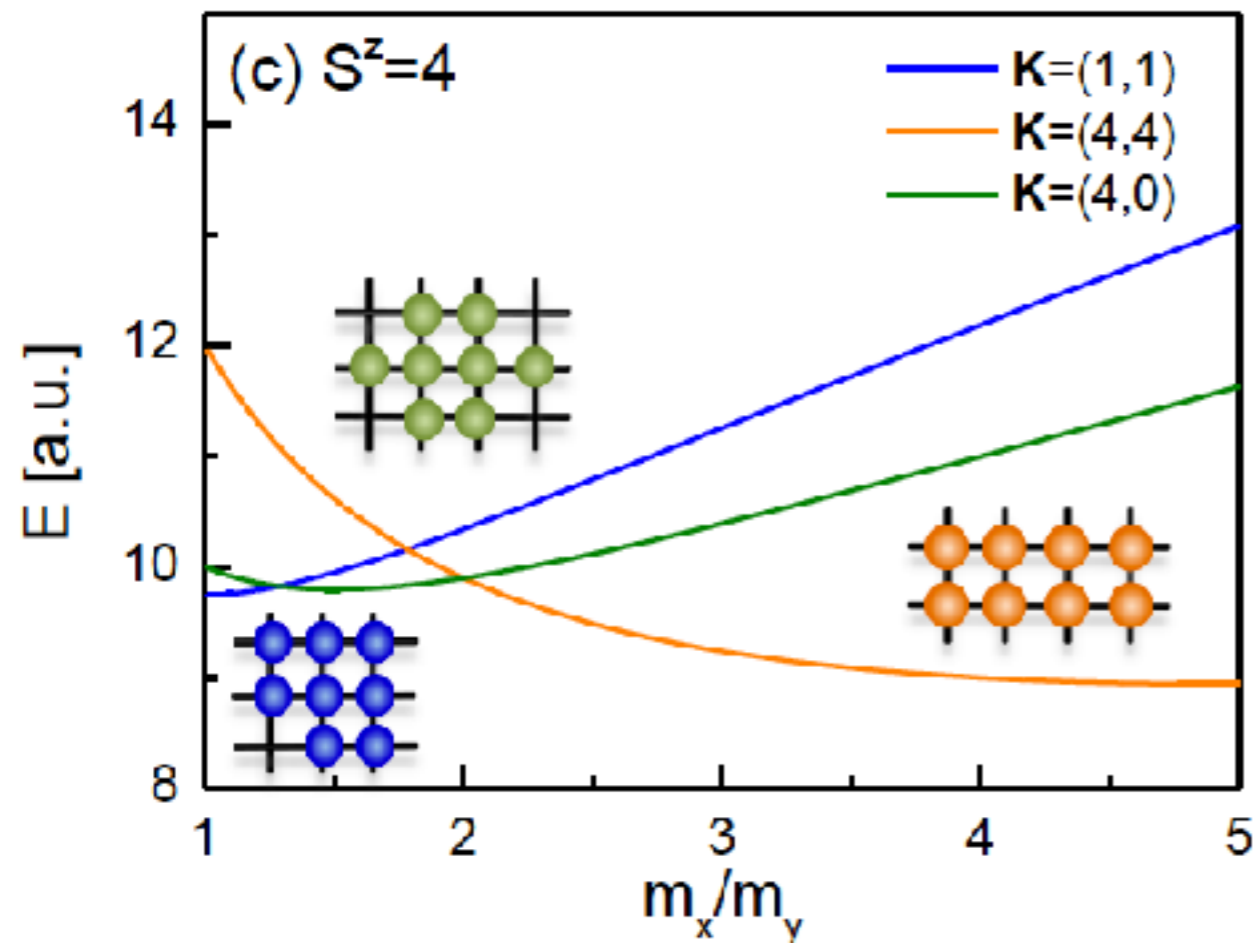 (c) S^z=4
K=(1,1)
K=(4,4)
K=(4,0)
14
12
10
8
E [a.u.]
1 2 3 4 5
m_x/m_y